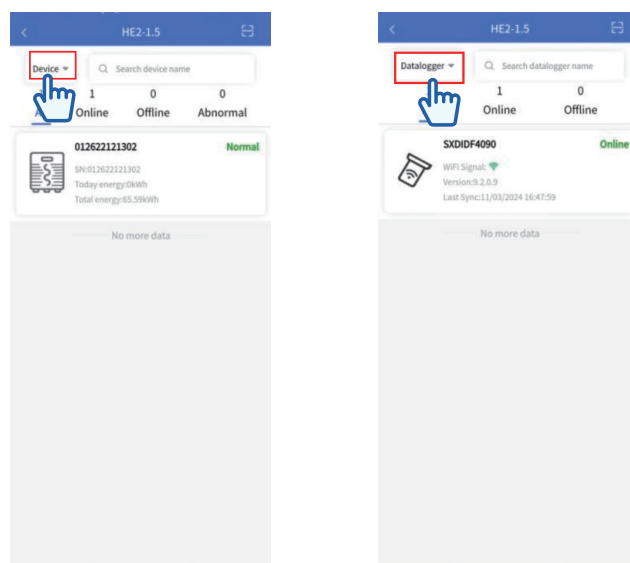 HE2-1.5
Device
Search device name
1 0 0
Online Offline Abnormal
012622121302 Normal
SN:012622121302
Today energy:0kWh
Total energy:65.59kWh
No more data
HE2-1.5
Datalogger
Search datalogger name
1 0
Online Offline
SXDIDF4090 Online
WiFi Signal:
Version:9.2.0.9
Last Sync:11/03/2024 16:47:59
No more data